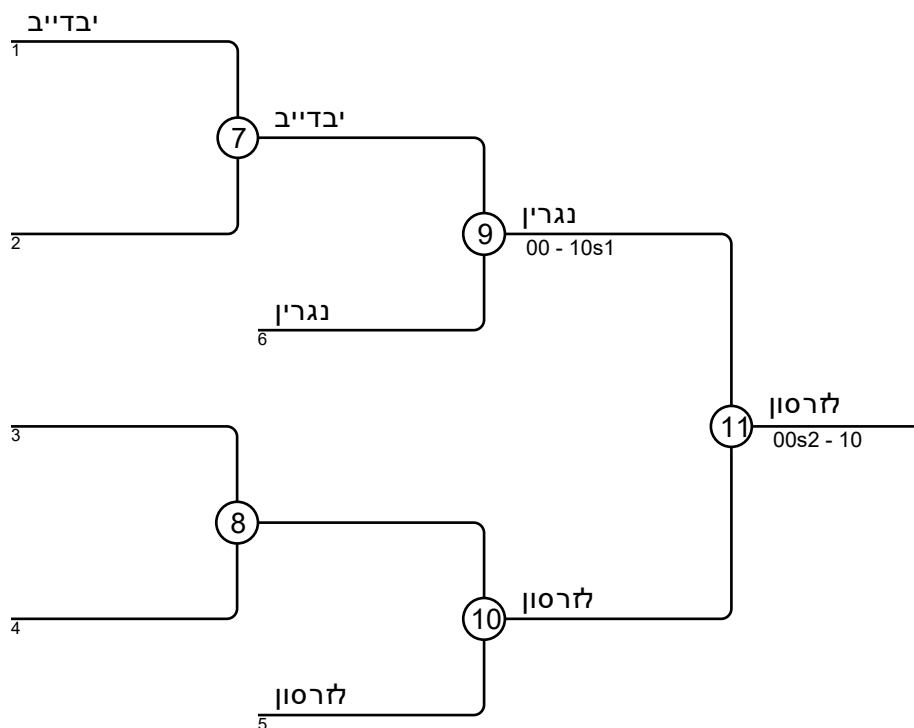 יבדייב
1
7
יבדייב
2
9
נגרין
00 - 10s1
נגרין
6
3
11
לזרסון
00s2 - 10
8
4
10
לזרסון
לזרסון
5